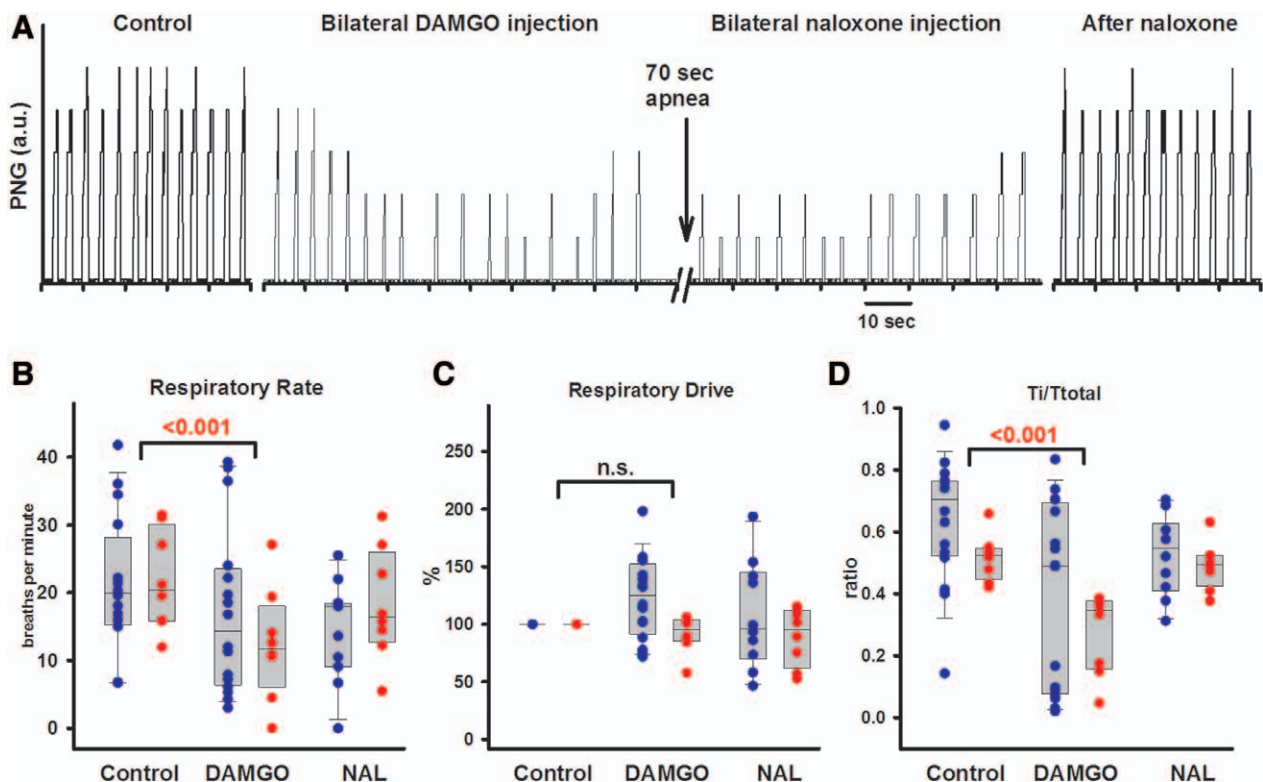 A
Control
Bilateral DAMGO injection
Bilateral naloxone injection
After naloxone
PNG (a.u.)
70 sec
apnea
10 sec
B
Respiratory Rate
<0.001
breaths per minute
40
30
20
10
0
Control DAMGO NAL
C
Respiratory Drive
n.s.
%
250
200
150
100
50
0
Control DAMGO NAL
D
Ti/Ttotal
<0.001
ratio
1.0
0.8
0.6
0.4
0.2
0.0
Control DAMGO NAL